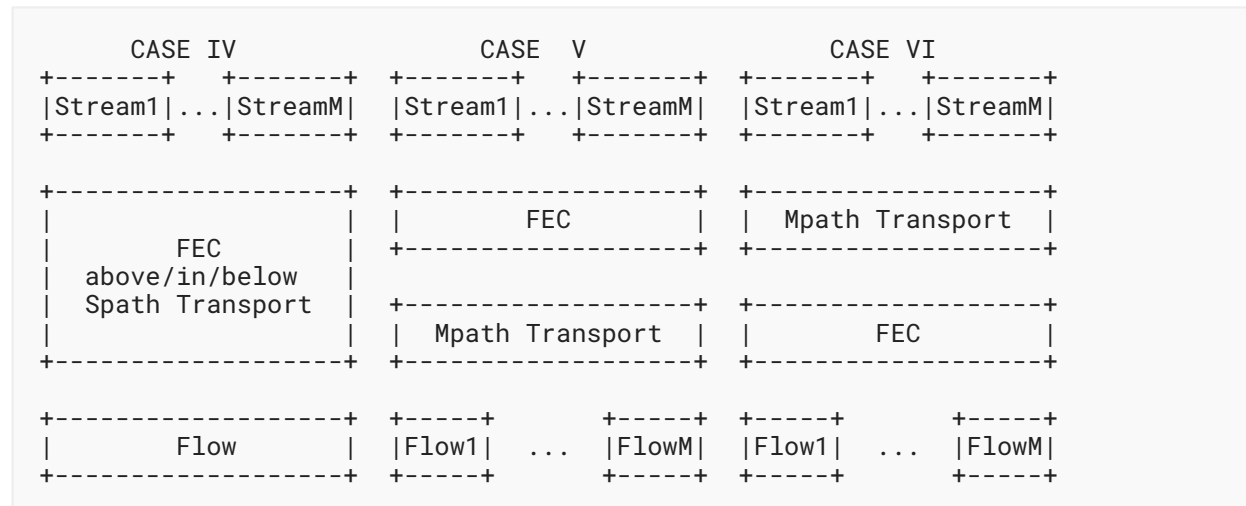 CASE IV                CASE  V                CASE VI
+-------+   +-------+  +-------+   +-------+  +-------+   +-------+
|Stream1|...|StreamM|  |Stream1|...|StreamM|  |Stream1|...|StreamM|
+-------+   +-------+  +-------+   +-------+  +-------+   +-------+

+-------------------+  +-------------------+  +-------------------+
|                   |  |        FEC        |  |  Mpath Transport  |
|        FEC        |  +-------------------+  +-------------------+
|  above/in/below   |
|  Spath Transport  |  +-------------------+  +-------------------+
|                   |  |  Mpath Transport  |  |        FEC        |
+-------------------+  +-------------------+  +-------------------+

+-------------------+  +-----+       +-----+  +-----+       +-----+
|        Flow       |  |Flow1|  ...  |FlowM|  |Flow1|  ...  |FlowM|
+-------------------+  +-----+       +-----+  +-----+       +-----+